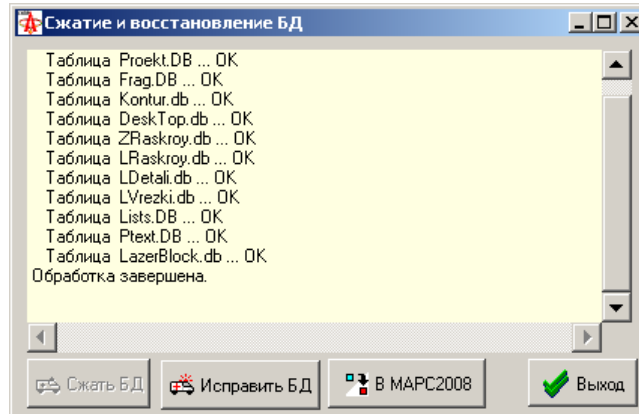 Сжатие и восстановление БД
Таблица Proekt.DB ... OK
Таблица Frag.DB ... OK
Таблица Kontur.db ... OK
Таблица DeskTop.db ... OK
Таблица ZRaskroy.db ... OK
Таблица LRaskroy.db ... OK
Таблица LDetali.db ... OK
Таблица LVrezki.db ... OK
Таблица Lists.DB ... OK
Таблица Ptext.DB ... OK
Таблица LazerBlock.db ... OK
Обработка завершена.
Сжать БД Исправить БД В МАРС2008 Выход